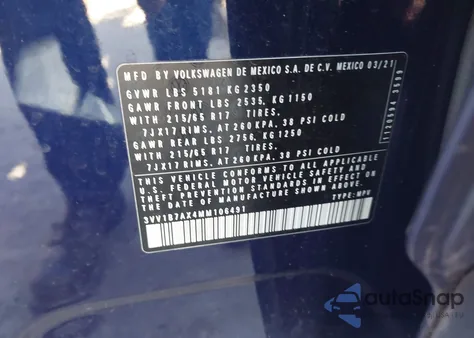 MFD BY VOLKSWAGEN DE MEXICO S.A. DE C.V. MEXICO 03/21
GVWR LBS 5181 KG 2350
GAWR FRONT LBS 2535, KG 1150
WITH 215/65 R17 TIRES,
7JX17 RIMS, AT 260KPA, 38 PSI COLD
GAWR REAR LBS 2756, KG 1250
WITH 215/65 R17 TIRES,
7JX17 RIMS, AT 260 KPA, 38 PSI COLD
THIS VEHICLE CONFORMS TO ALL APPLICABLE
U.S. FEDERAL MOTOR VEHICLE SAFETY AND
THEFT PREVENTION STANDARDS IN EFFECT ON
THE DATE OF MANUFACTURE SHOWN ABOVE
3VV1B7AX4MM106491 TYPE: MPV
autoSnap